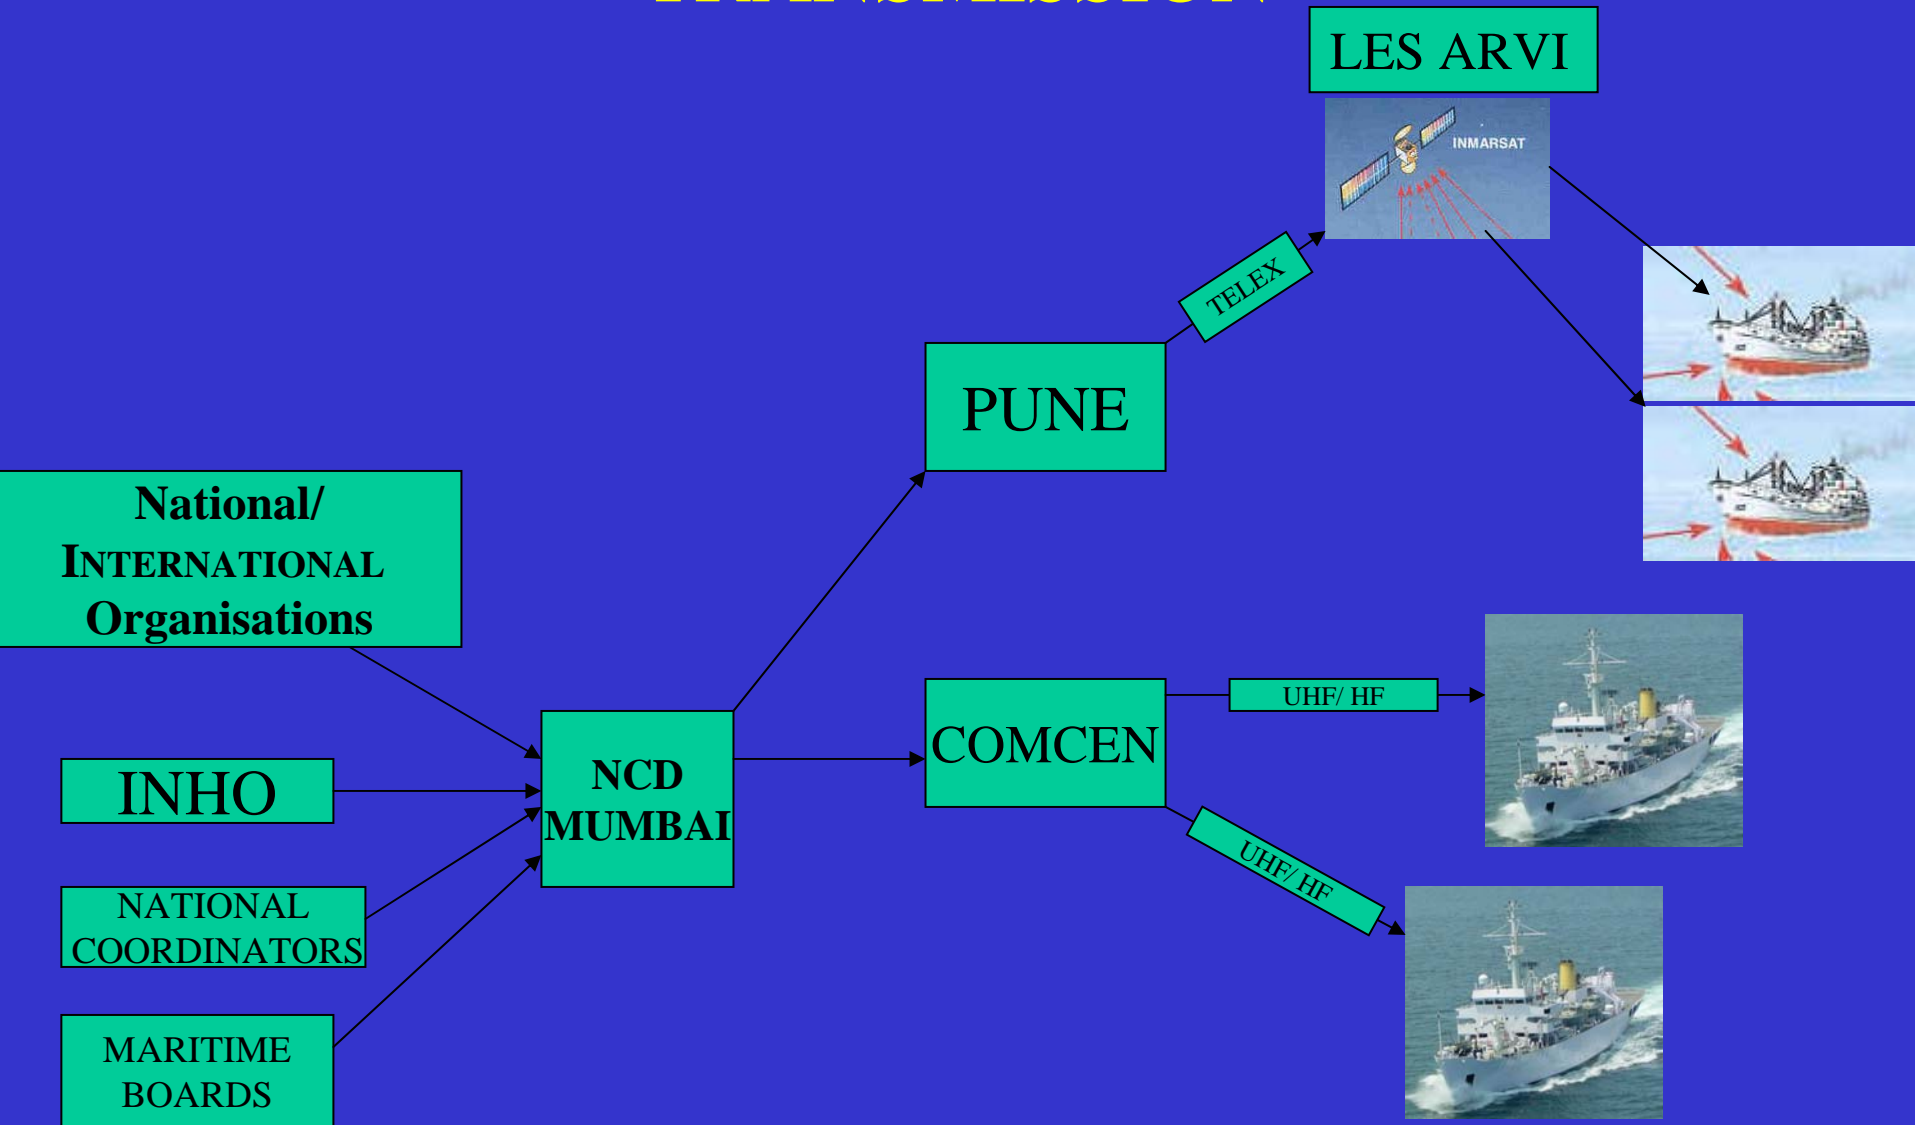 LES ARVI
INMARSAT
TELEX
PUNE
National/
INTERNATIONAL
Organisations
UHF/ HF
COMCEN
NCD
MUMBAI
INHO
UHF/ HF
NATIONAL
COORDINATORS
MARITIME
BOARDS